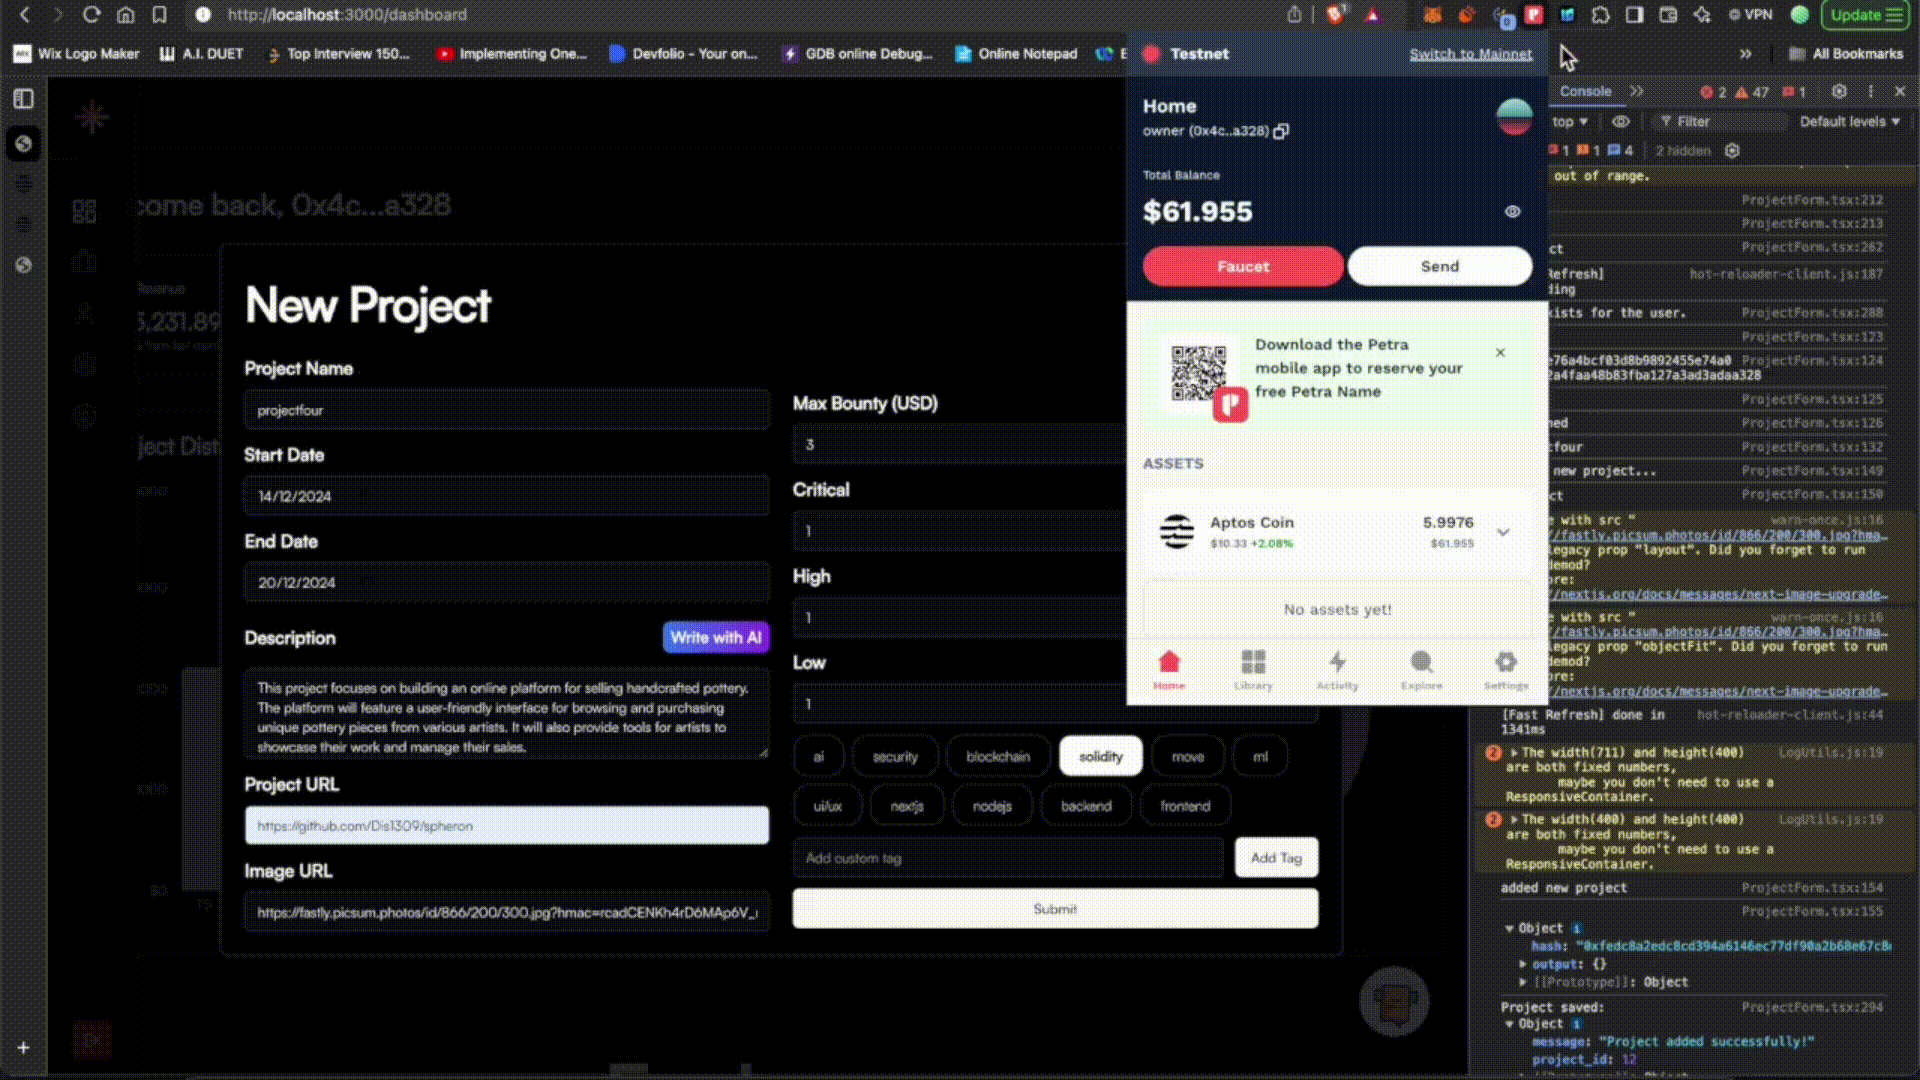 http://localhost:3000/dashboard
VPN
Update
Wix Logo Maker
A.I. DUET
Top Interview 150...
Implementing One...
Devfolio - Your on...
GDB online Debug...
Online Notepad
E
All Bookmarks
come back, 0x4c...a328
Revenue
5,231.89
New Project
Project Name
projectfour
Start Date
14/12/2024
End Date
20/12/2024
Description
Write with AI
This project focuses on building an online platform for selling handcrafted pottery.
The platform will feature a user-friendly interface for browsing and purchasing
unique pottery pieces from various artists. It will also provide tools for artists to
showcase their work and manage their sales.
Project URL
https://github.com/Dis1309/spheron
Image URL
https://fastly.picsum.photos/id/866/200/300.jpg?hmac=rcadCENKh4rD6MAp6V_
Max Bounty (USD)
3
Critical
1
High
1
Low
1
ai
security
blockchain
solidity
move
ml
ui/ux
nextjs
nodejs
backend
frontend
Add custom tag
Add Tag
Submit
ject Dist
$0
Testnet
Switch to Mainnet
Home
owner (0x4c..a328)
Total Balance
$61.955
Faucet
Send
Download the Petra
mobile app to reserve your
free Petra Name
ASSETS
Aptos Coin
5.9976
$10.33 +2.08%
$61.955
No assets yet!
Home
Library
Activity
Explore
Settings
Console
2
47
1
top
Filter
Default levels
1
1
4
2 hidden
out of range.
ProjectForm.tsx:212
ProjectForm.tsx:213
ct
ProjectForm.tsx:262
Refresh]
hot-reloader-client.js:187
ding
xists for the user.
ProjectForm.tsx:288
ProjectForm.tsx:123
e76a4bcf03d8b9892455e74a0
ProjectForm.tsx:124
2a4faa48b83fba127a3ad3adaa328
ProjectForm.tsx:125
ned
ProjectForm.tsx:126
tfour
ProjectForm.tsx:132
new project...
ProjectForm.tsx:149
ct
ProjectForm.tsx:150
e with src "
warn-once.js:16
//fastly.picsum.photos/id/866/200/300.jpg?hma…
legacy prop "layout". Did you forget to run
demod?
ore:
//nextjs.org/docs/messages/next-image-upgrade…
e with src "
warn-once.js:16
//fastly.picsum.photos/id/866/200/300.jpg?hma…
legacy prop "objectFit". Did you forget to run
demod?
ore:
//nextjs.org/docs/messages/next-image-upgrade…
[Fast Refresh] done in
hot-reloader-client.js:44
1341ms
2
The width(711) and height(400)
LogUtils.js:19
are both fixed numbers,
maybe you don't need to use a
ResponsiveContainer.
2
The width(400) and height(400)
LogUtils.js:19
are both fixed numbers,
maybe you don't need to use a
ResponsiveContainer.
added new project
ProjectForm.tsx:154
ProjectForm.tsx:155
Object
hash: "0xfedc8a2edc8cd394a6146ec77df90a2b68e67c8
output: {}
[[Prototype]]: Object
Project saved:
ProjectForm.tsx:294
Object
message: "Project added successfully!"
project_id: 12